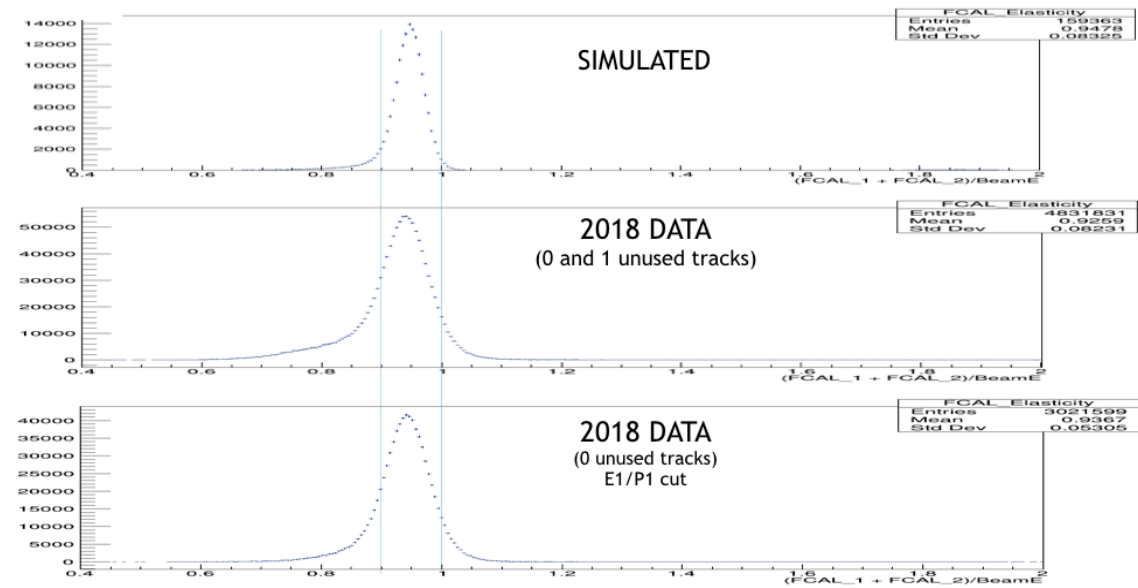 FCAL_Elasticity
Entries 159363
Mean 0.9478
Std Dev 0.08325
SIMULATED
14000
12000
10000
8000
6000
4000
2000
0
0.4 0.6 0.8 1 1.2 1.4 1.6 1.8 2
(FCAL_1 + FCAL_2)/BeamE
FCAL_Elasticity
Entries 4831831
Mean 0.9259
Std Dev 0.08231
2018 DATA
(0 and 1 unused tracks)
50000
40000
30000
20000
10000
0
0.4 0.6 0.8 1 1.2 1.4 1.6 1.8 2
(FCAL_1 + FCAL_2)/BeamE
FCAL_Elasticity
Entries 3021599
Mean 0.9367
Std Dev 0.05305
2018 DATA
(0 unused tracks)
E1/P1 cut
40000
35000
30000
25000
20000
15000
10000
5000
0
0.4 0.6 0.8 1 1.2 1.4 1.6 1.8 2
(FCAL_1 + FCAL_2)/BeamE